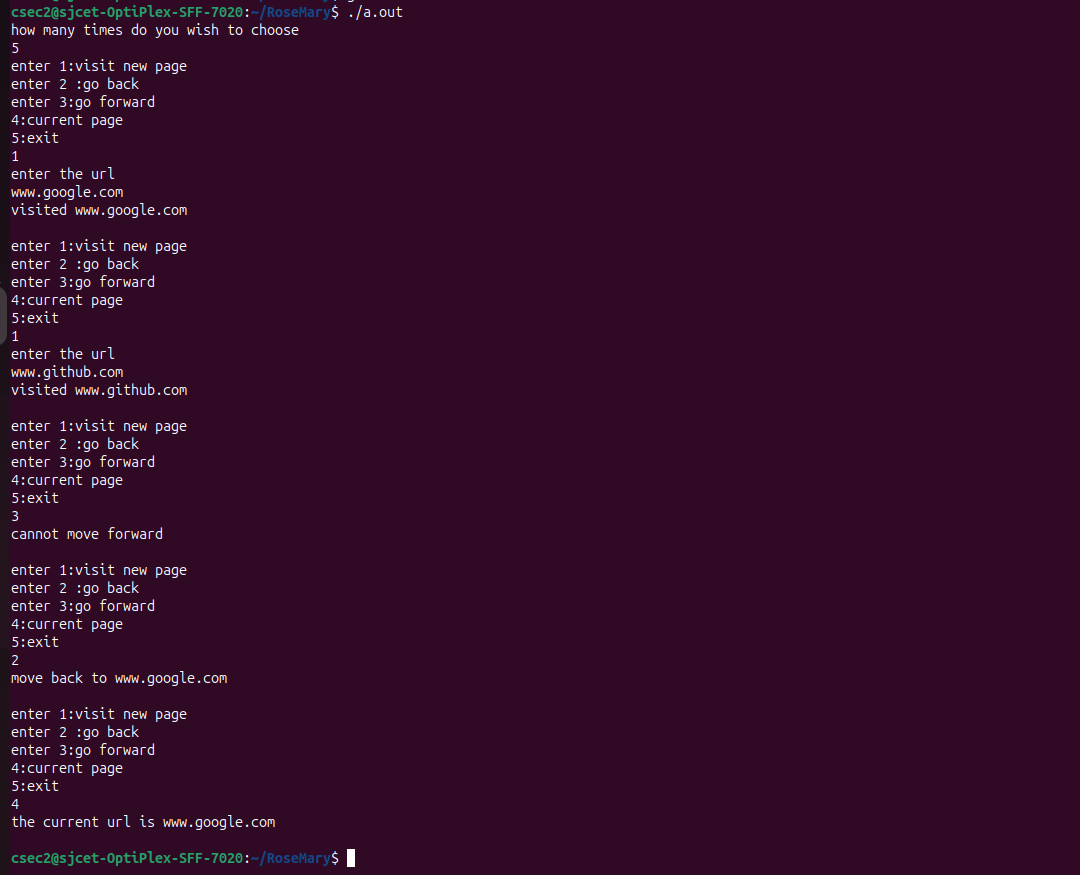 csec2@sjcet-OptiPlex-SFF-7020:~/RoseMary$ ./a.out
how many times do you wish to choose
5
enter 1:visit new page
enter 2 :go back
enter 3:go forward
4:current page
5:exit
1
enter the url
www.google.com
visited www.google.com
enter 1:visit new page
enter 2 :go back
enter 3:go forward
4:current page
5:exit
1
enter the url
www.github.com
visited www.github.com
enter 1:visit new page
enter 2 :go back
enter 3:go forward
4:current page
5:exit
3
cannot move forward
enter 1:visit new page
enter 2 :go back
enter 3:go forward
4:current page
5:exit
2
move back to www.google.com
enter 1:visit new page
enter 2 :go back
enter 3:go forward
4:current page
5:exit
4
the current url is www.google.com
csec2@sjcet-OptiPlex-SFF-7020:~/RoseMary$